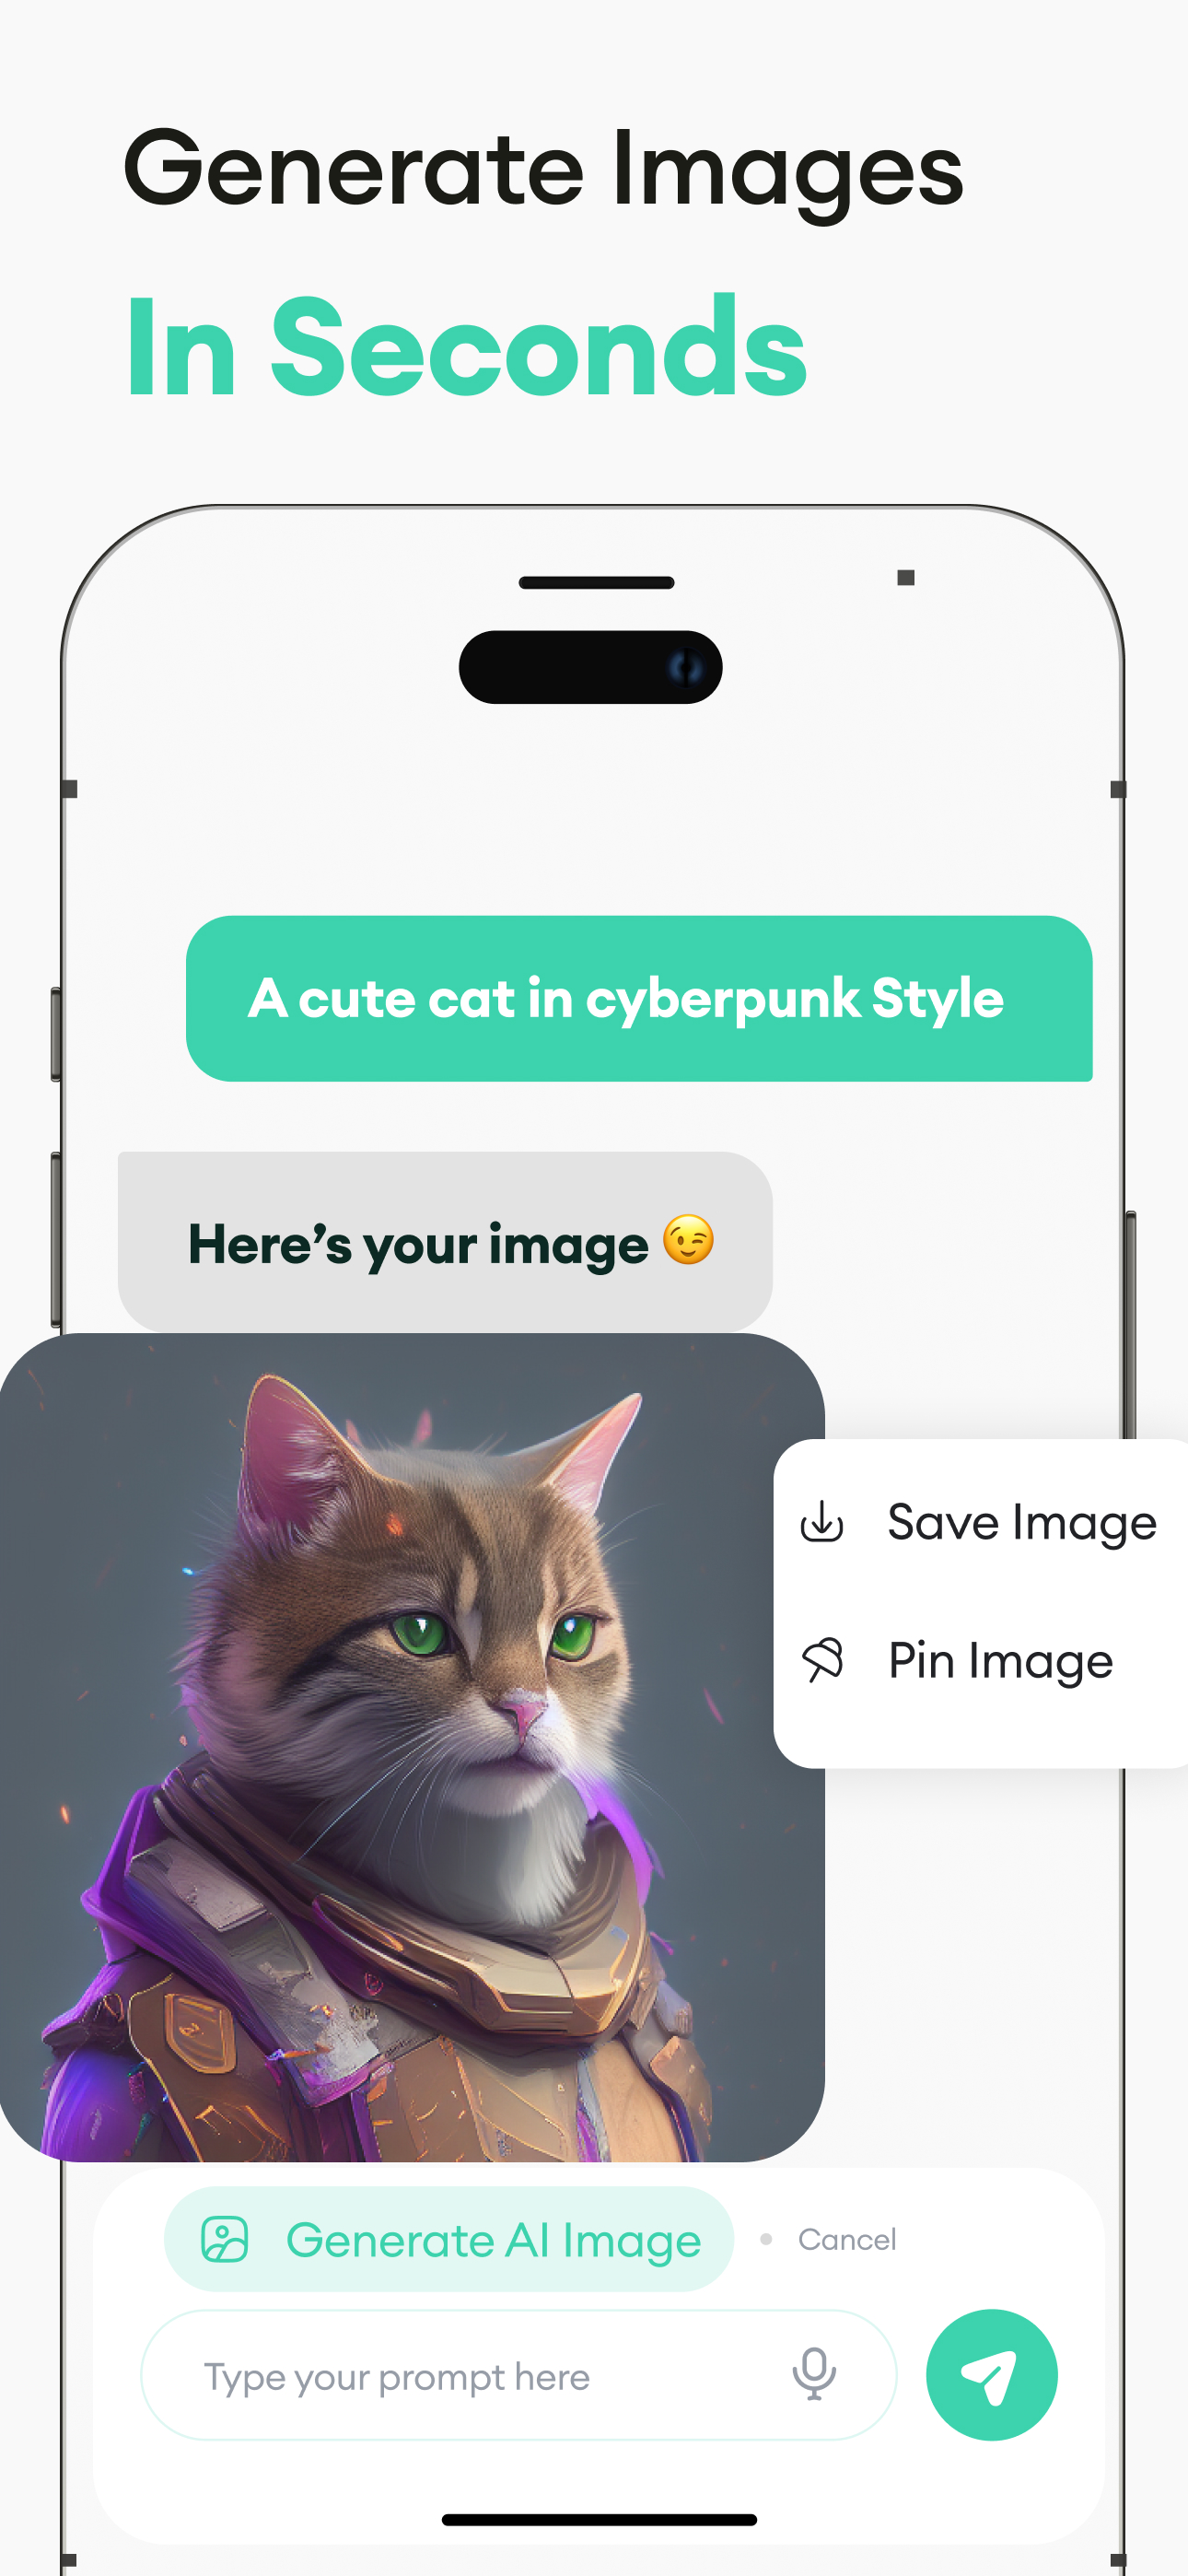 Generate Images
In Seconds
A cute cat in cyberpunk Style
Here’s your image 😉
Save Image
Pin Image
Generate AI Image
Cancel
Type your prompt here